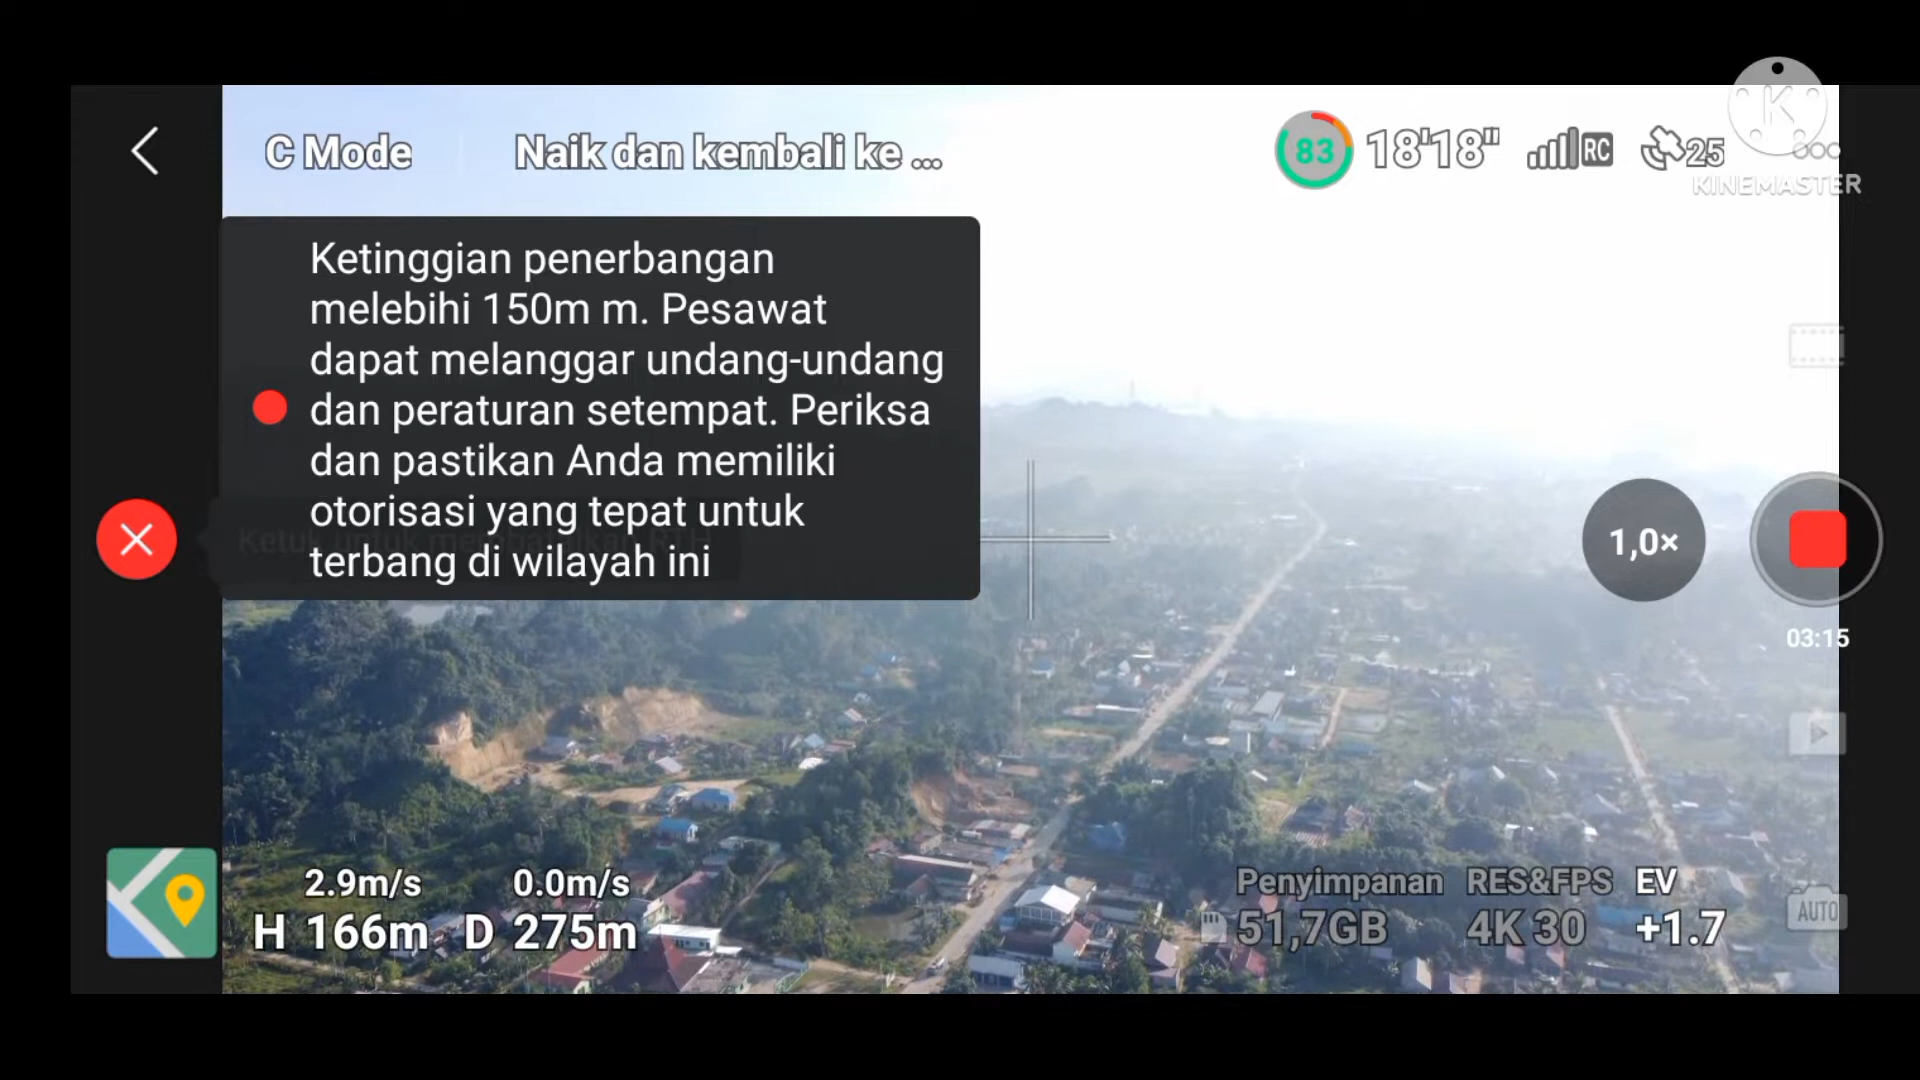 C Mode
Naik dan kembali ke ...
83
18'18"
RC
25
KINEMASTER
Ketinggian penerbangan
melebihi 150m m. Pesawat
dapat melanggar undang-undang
dan peraturan setempat. Periksa
dan pastikan Anda memiliki
otorisasi yang tepat untuk
terbang di wilayah ini
1,0×
03:15
2.9m/s 0.0m/s
H 166m D 275m
Penyimpanan RES&FPS EV
51,7GB 4K 30 +1.7
AUTO